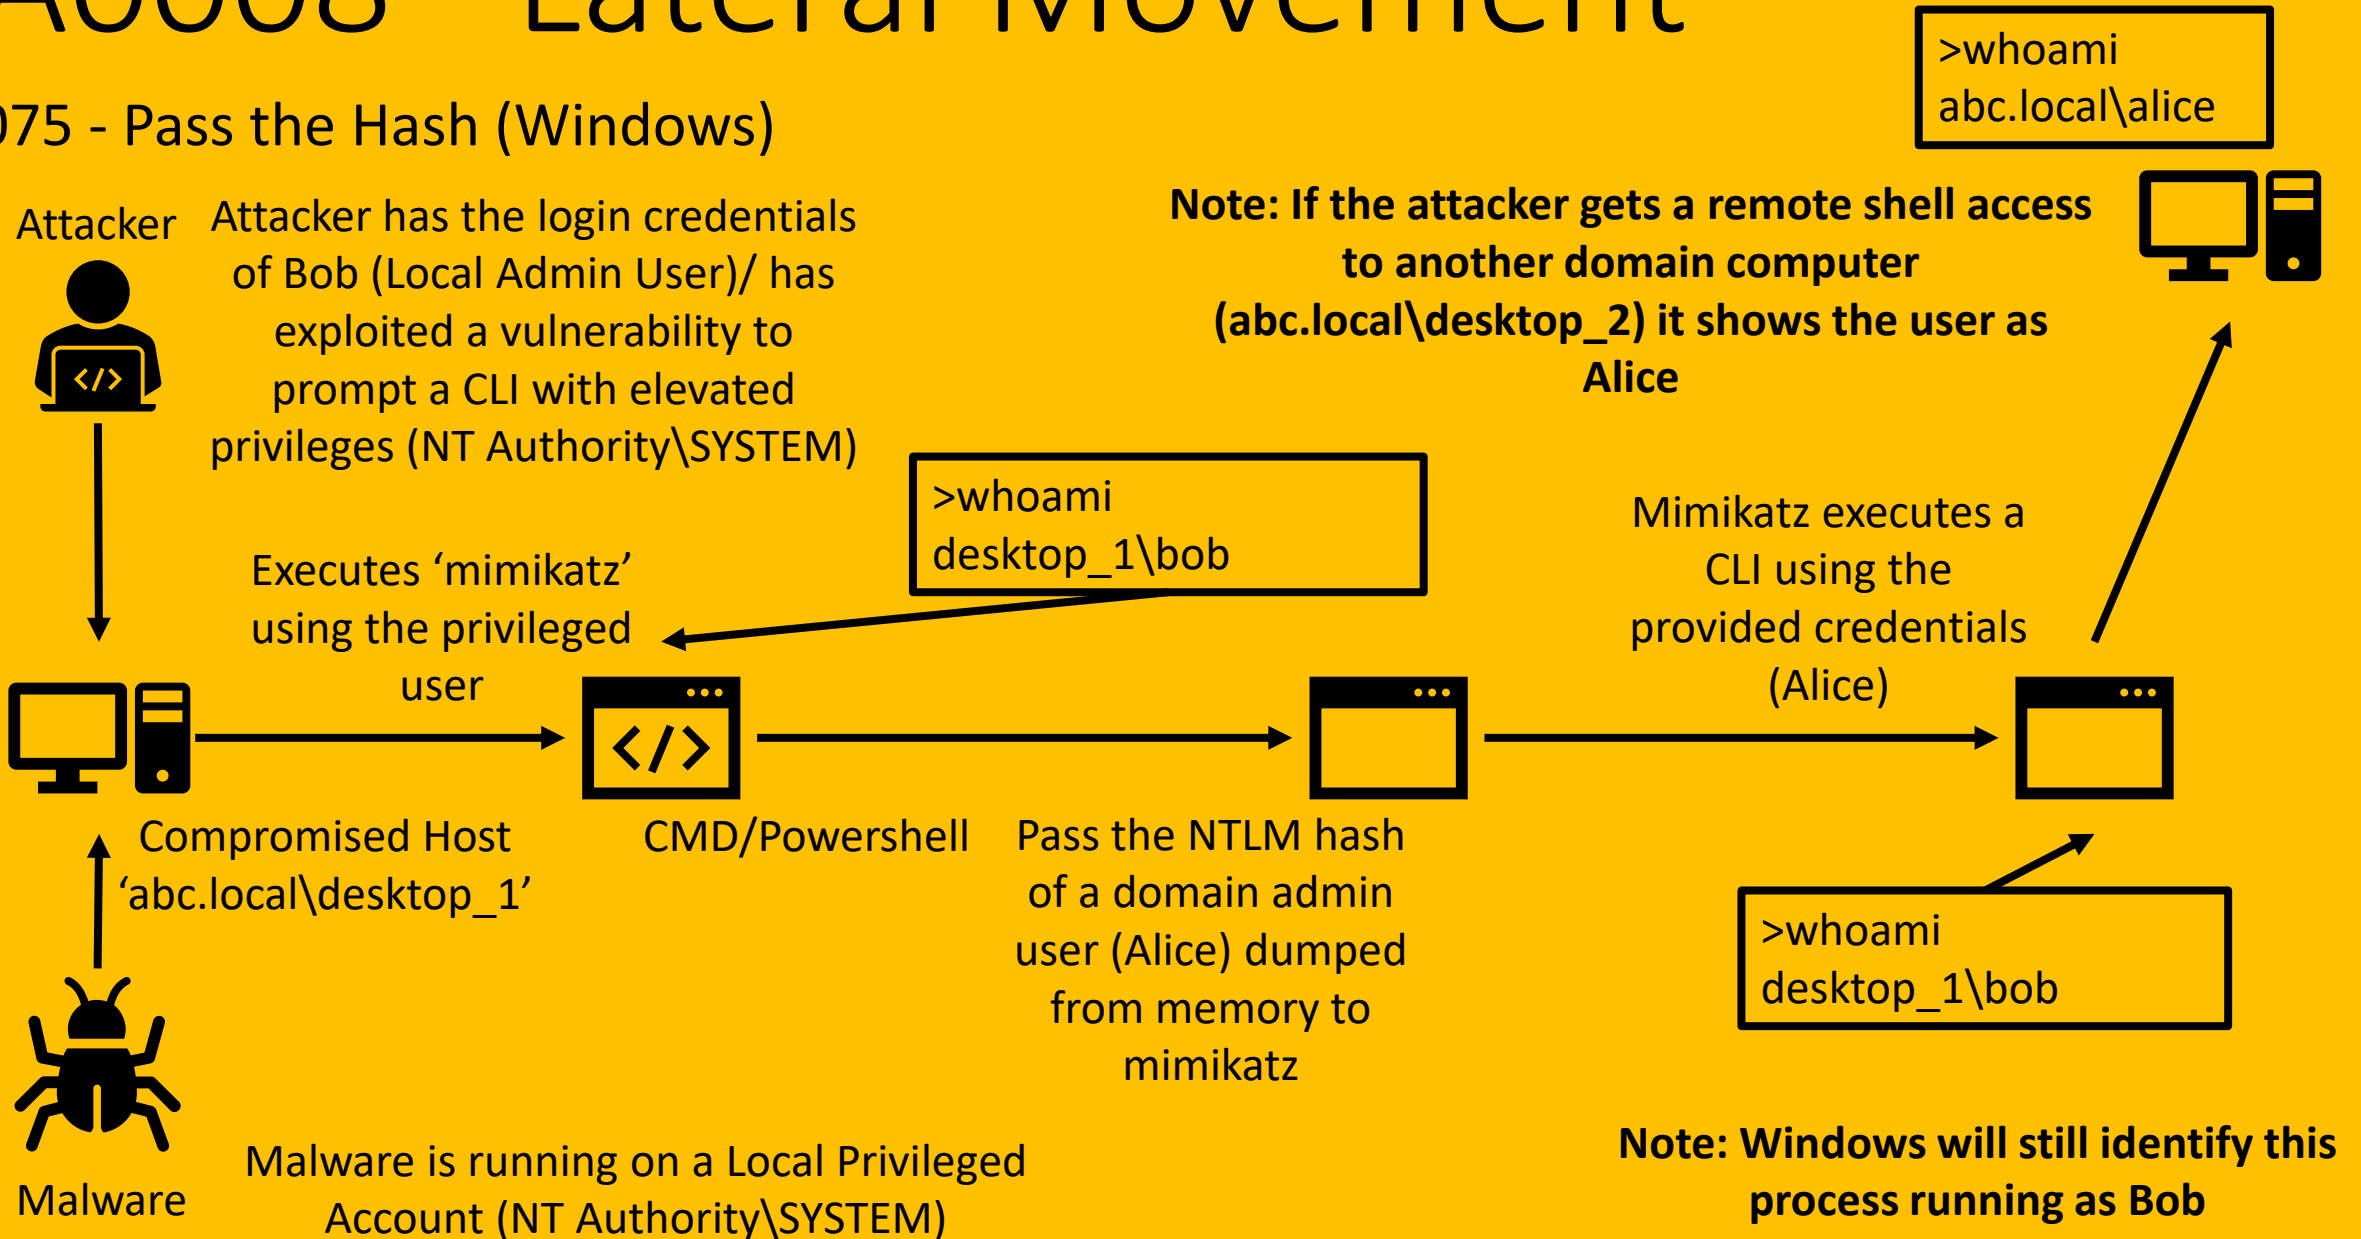 A0008 - Lateral Movement
075 - Pass the Hash (Windows)
>whoami
abc.local\alice
Attacker
Attacker has the login credentials
of Bob (Local Admin User)/ has
exploited a vulnerability to
prompt a CLI with elevated
privileges (NT Authority\SYSTEM)
Note: If the attacker gets a remote shell access
to another domain computer
(abc.local\desktop_2) it shows the user as
Alice
</>
Executes ‘mimikatz’
using the privileged
user
>whoami
desktop_1\bob
Mimikatz executes a
CLI using the
provided credentials
(Alice)
</>
Compromised Host
‘abc.local\desktop_1’
CMD/Powershell
Pass the NTLM hash
of a domain admin
user (Alice) dumped
from memory to
mimikatz
>whoami
desktop_1\bob
Malware
Malware is running on a Local Privileged
Account (NT Authority\SYSTEM)
Note: Windows will still identify this
process running as Bob